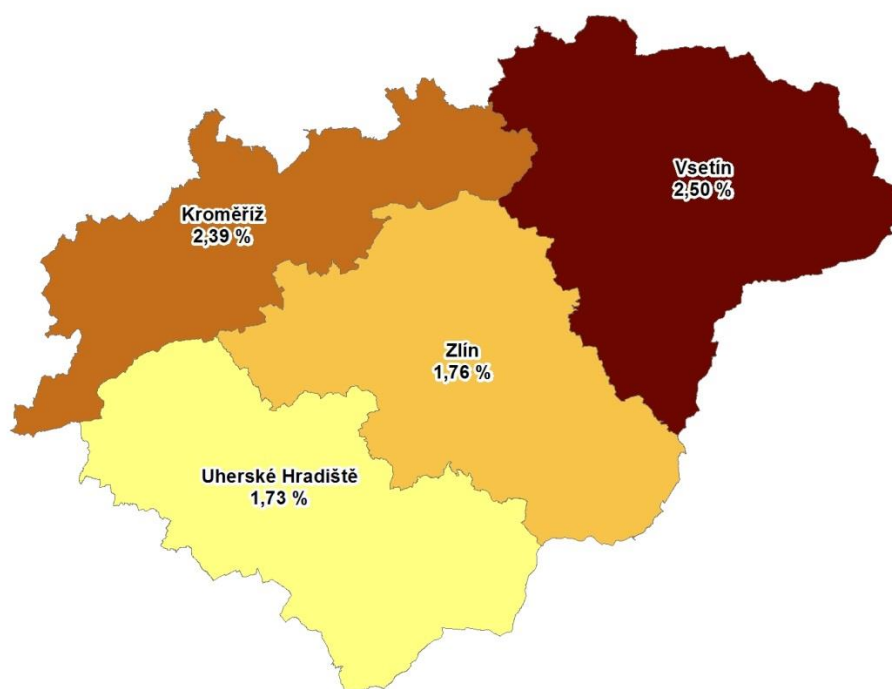 Vsetín
2,50 %
Kroměříž
2,39 %
Zlín
1,76 %
Uherské Hradiště
1,73 %